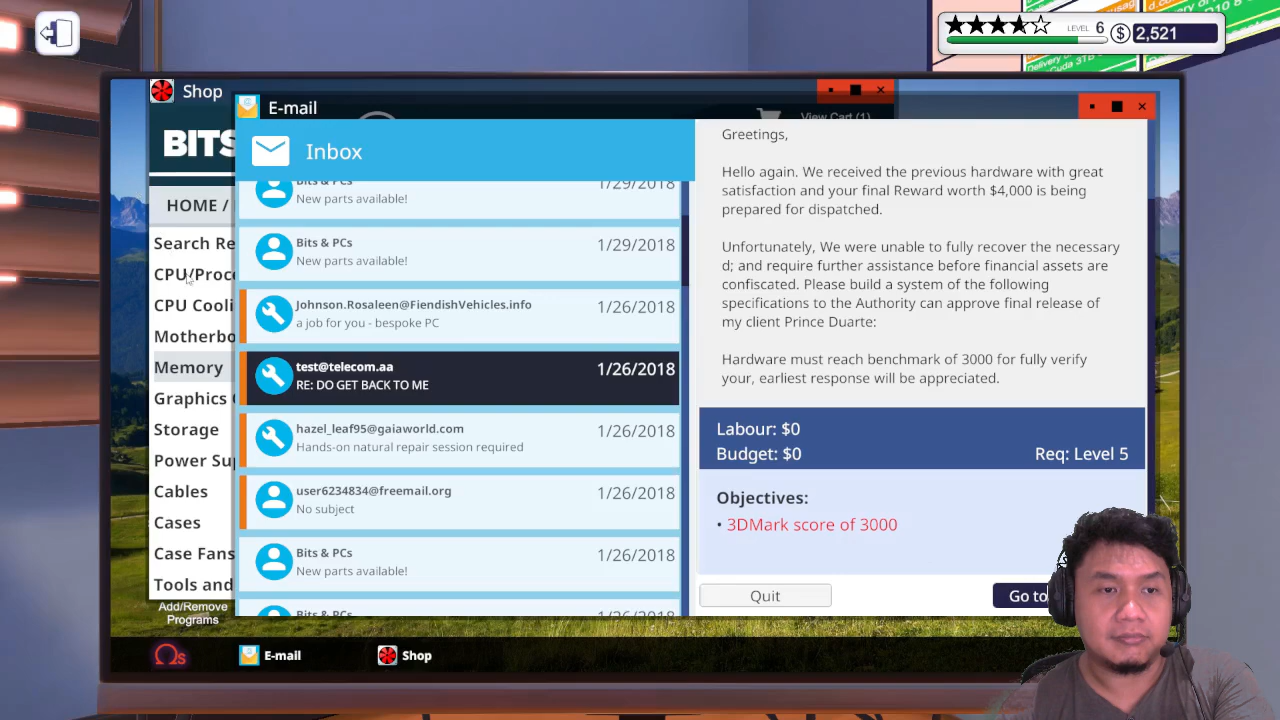 LEVEL 6
$ 2,521
Shop
E-mail
View Cart (1)
BITS
Inbox
HOME /
Search Re
CPU/Proce
CPU Cooli
Motherbo
Memory
Graphics
Storage
Power Su
Cables
Cases
Case Fans
Tools and
Add/Remove
Programs
Bits & PCs 1/29/2018
New parts available!
Bits & PCs 1/29/2018
New parts available!
Johnson.Rosaleen@FiendishVehicles.info 1/26/2018
a job for you - bespoke PC
test@telecom.aa 1/26/2018
RE: DO GET BACK TO ME
hazel_leaf95@gaiaworld.com 1/26/2018
Hands-on natural repair session required
user6234834@freemail.org 1/26/2018
No subject
Bits & PCs 1/26/2018
New parts available!
Bits & PCs 1/26/2018
Greetings,
Hello again. We received the previous hardware with great
satisfaction and your final Reward worth $4,000 is being
prepared for dispatched.
Unfortunately, We were unable to fully recover the necessary
d; and require further assistance before financial assets are
confiscated. Please build a system of the following
specifications to the Authority can approve final release of
my client Prince Duarte:
Hardware must reach benchmark of 3000 for fully verify
your, earliest response will be appreciated.
Labour: $0
Budget: $0 Req: Level 5
Objectives:
• 3DMark score of 3000
Quit
Go to
Ωs
E-mail
Shop